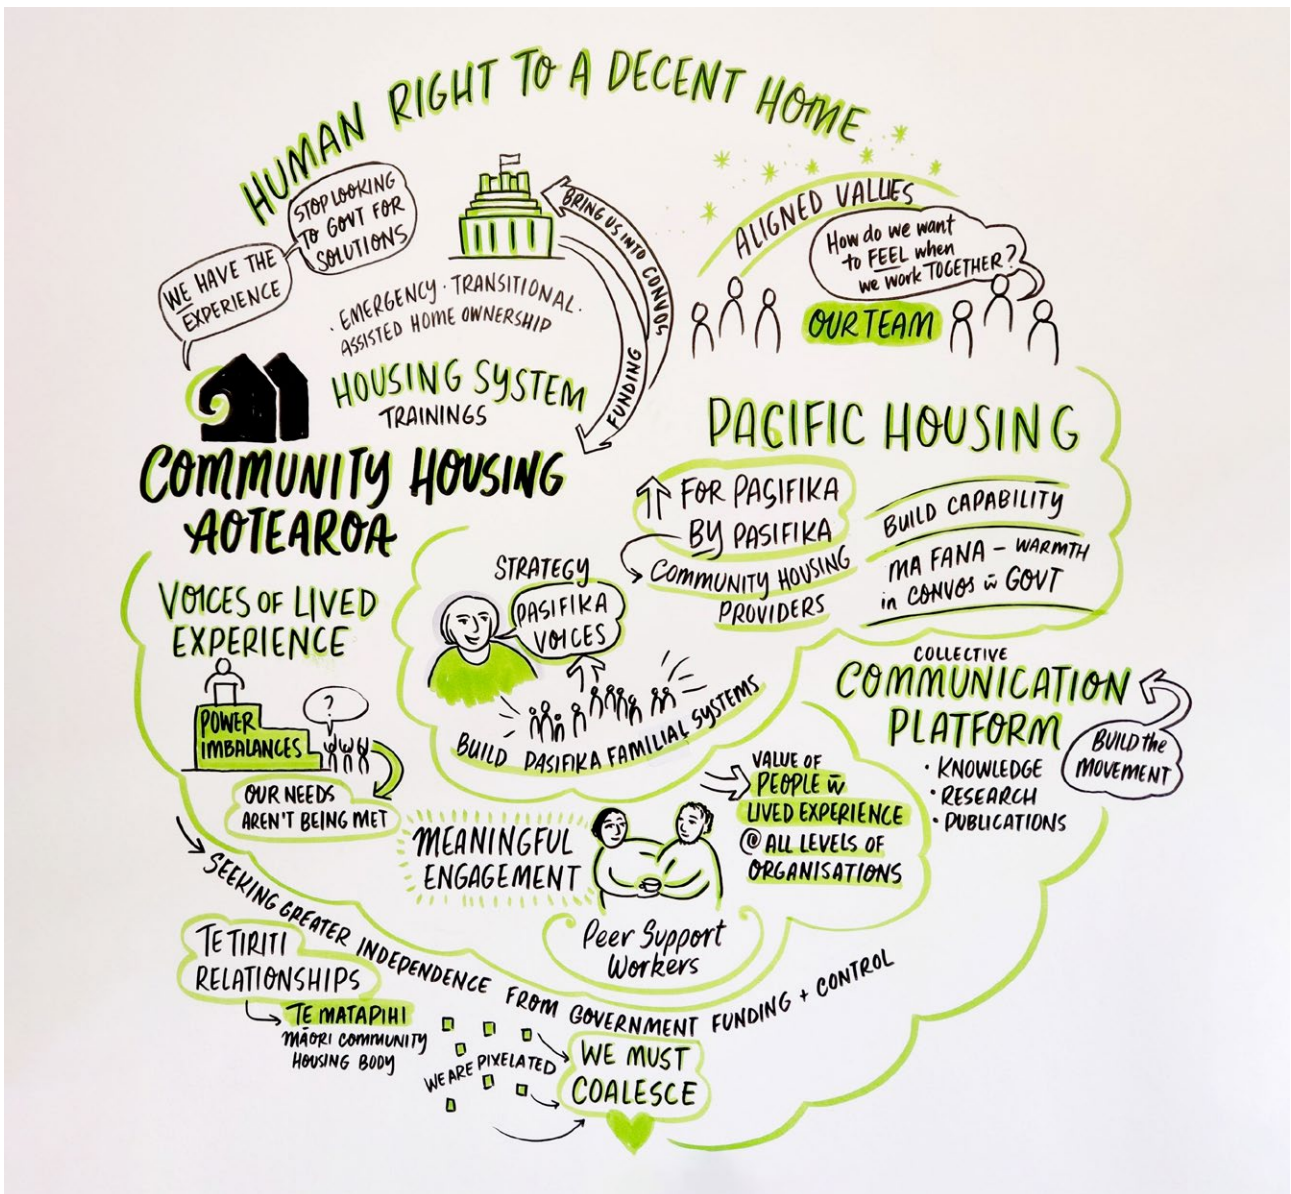 HUMAN RIGHT TO A DECENT HOME
STOP LOOKING
TO GOVT FOR
SOLUTIONS
WE HAVE THE
EXPERIENCE
BRING US INTO CONVOS
FUNDING
· EMERGENCY · TRANSITIONAL ·
ASSISTED HOME OWNERSHIP
HOUSING SYSTEM
TRAININGS
COMMUNITY HOUSING
AOTEAROA
ALIGNED VALUES
How do we want
to FEEL when
we work TOGETHER?
OUR TEAM
PACIFIC HOUSING
FOR PASIFIKA
BY PASIFIKA
COMMUNITY HOUSING
PROVIDERS
BUILD CAPABILITY
MA FANA - WARMTH
in CONVOS w̄ GOVT
STRATEGY
PASIFIKA
VOICES
BUILD PASIFIKA FAMILIAL SYSTEMS
VOICES OF LIVED
EXPERIENCE
POWER
IMBALANCES
?
OUR NEEDS
AREN'T BEING MET
MEANINGFUL
ENGAGEMENT
Peer Support
Workers
VALUE OF
PEOPLE w̄
LIVED EXPERIENCE
@ ALL LEVELS OF
ORGANISATIONS
COLLECTIVE
COMMUNICATION
PLATFORM
· KNOWLEDGE
· RESEARCH
· PUBLICATIONS
BUILD the
MOVEMENT
SEEKING GREATER INDEPENDENCE FROM GOVERNMENT FUNDING + CONTROL
TE TIRITI
RELATIONSHIPS
TE MATAPIHI
MĀORI COMMUNITY
HOUSING BODY
WE ARE PIXELATED
WE MUST
COALESCE